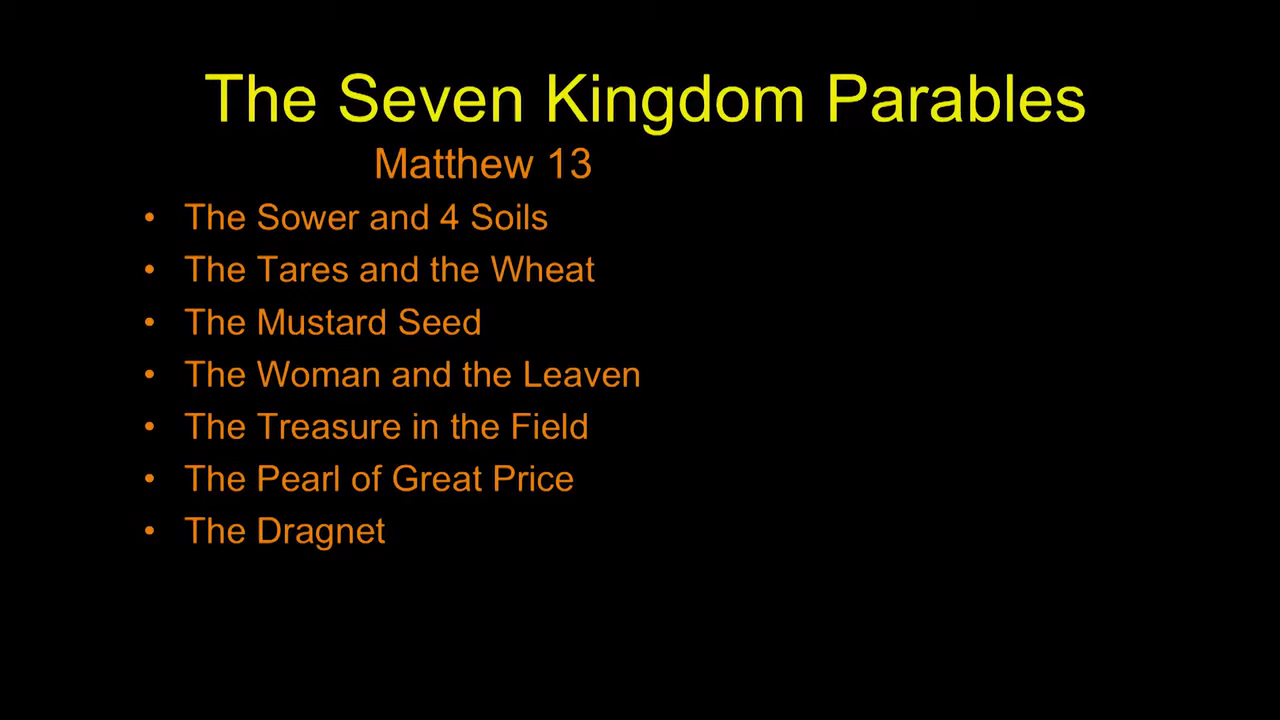 The Seven Kingdom Parables
Matthew 13
• The Sower and 4 Soils
• The Tares and the Wheat
• The Mustard Seed
• The Woman and the Leaven
• The Treasure in the Field
• The Pearl of Great Price
• The Dragnet